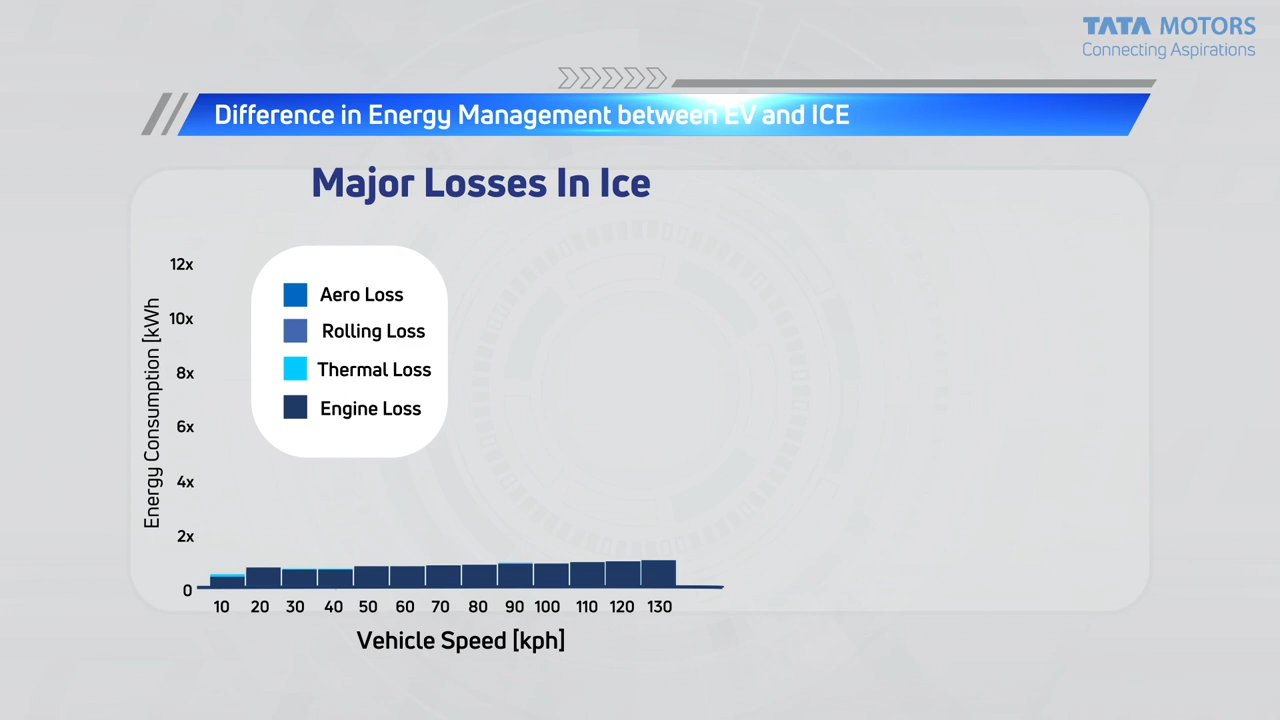 TATA MOTORS
Connecting Aspirations
Difference in Energy Management between EV and ICE
Major Losses In Ice
Energy Consumption [kWh
12x
10x
8x
6x
4x
2x
0
Aero Loss
Rolling Loss
Thermal Loss
Engine Loss
10 20 30 40 50 60 70 80 90 100 110 120 130
Vehicle Speed [kph]